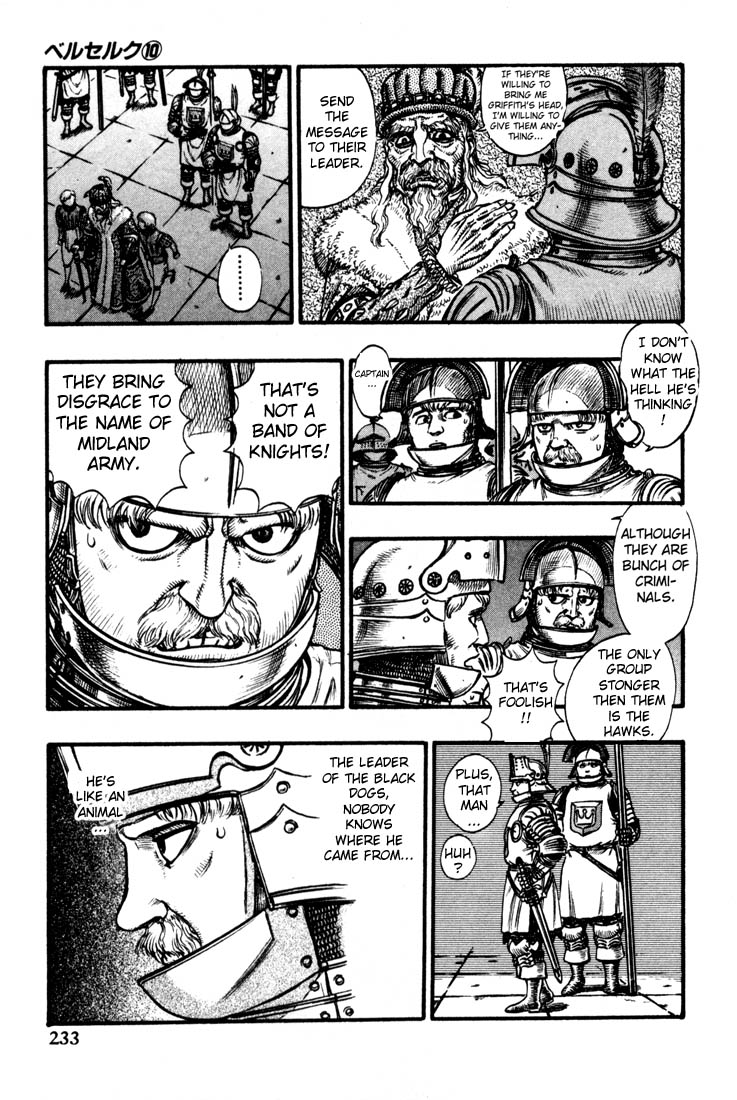 ベルセルク⑩
IF THEY'RE
WILLING TO
BRING ME
GRIFFITH'S HEAD,
I'M WILLING TO
GIVE THEM ANY-
THING...
SEND
THE
MESSAGE
TO THEIR
LEADER.
.........
I DON'T
KNOW
WHAT THE
HELL HE'S
THINKING
!
CAPTAIN
...
ALTHOUGH
THEY ARE
BUNCH OF
CRIMI-
NALS.
THE ONLY
GROUP
STONGER
THEN THEM
IS THE
HAWKS.
THAT'S
FOOLISH
!!
THAT'S
NOT A
BAND OF
KNIGHTS!
THEY BRING
DISGRACE TO
THE NAME OF
MIDLAND
ARMY.
PLUS,
THAT
MAN
...
HUH
?
THE LEADER
OF THE BLACK
DOGS,
NOBODY
KNOWS
WHERE HE
CAME FROM...
HE'S
LIKE AN
ANIMAL
...
233